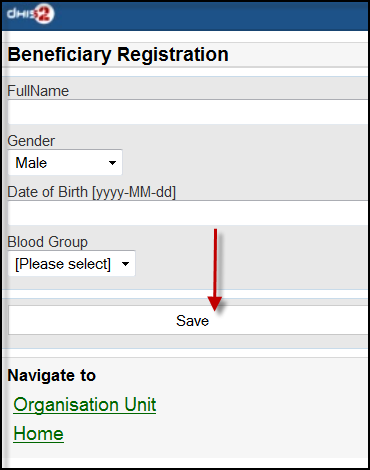 dHIS2
Beneficiary Registration
FullName
Gender
Male
Date of Birth [yyyy-MM-dd]
Blood Group
[Please select]
Save
Navigate to
Organisation Unit
Home